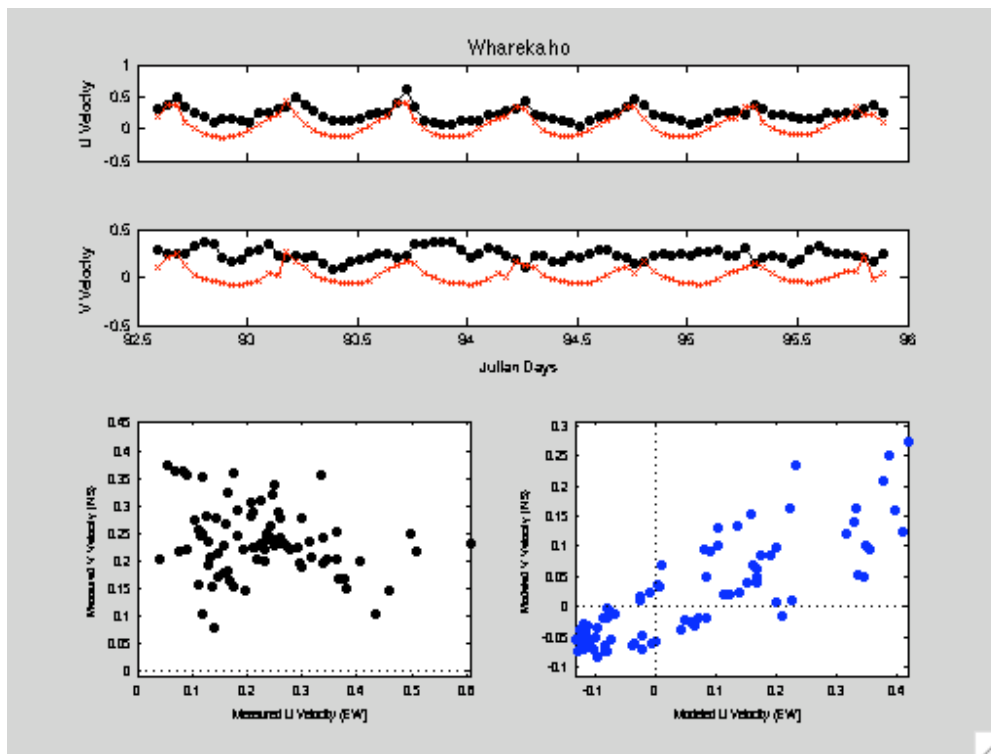 Wharekaho
U Velocity
1
0.5
0
-0.5
V Velocity
0.5
0
-0.5
92.5 93 93.5 94 94.5 95 95.5 96
Julian Days
Measured V Velocity (NS)
0.45
0.4
0.35
0.3
0.25
0.2
0.15
0.1
0.05
0
0 0.1 0.2 0.3 0.4 0.5 0.6
Measured U Velocity (EW)
Modeled V Velocity (NS)
0.3
0.25
0.2
0.15
0.1
0.05
0
-0.05
-0.1
-0.1 0 0.1 0.2 0.3 0.4
Modeled U Velocity (EW)